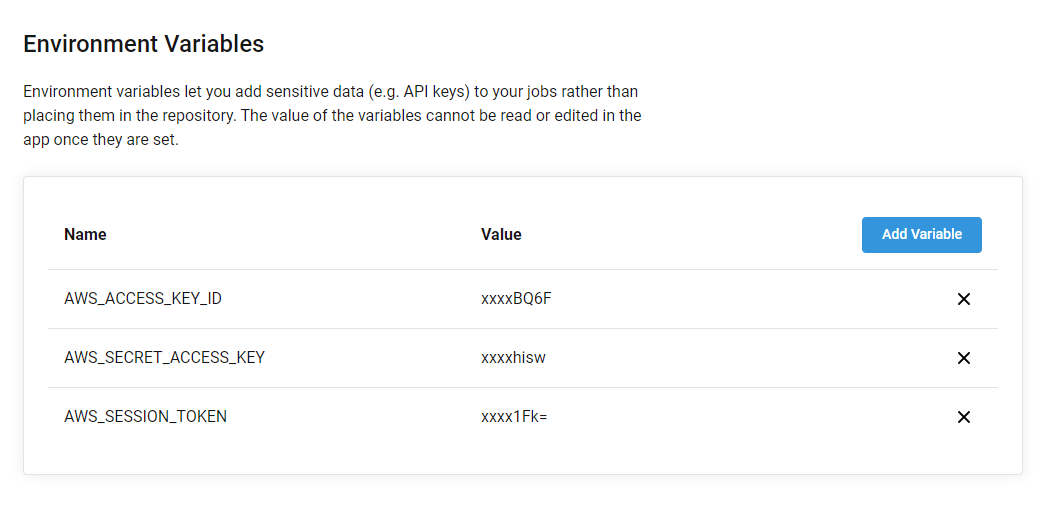 Environment Variables
Environment variables let you add sensitive data (e.g. API keys) to your jobs rather than
placing them in the repository. The value of the variables cannot be read or edited in the
app once they are set.
Name Value Add Variable
AWS_ACCESS_KEY_ID xxxxBQ6F
AWS_SECRET_ACCESS_KEY xxxxhisw
AWS_SESSION_TOKEN xxxx1Fk=